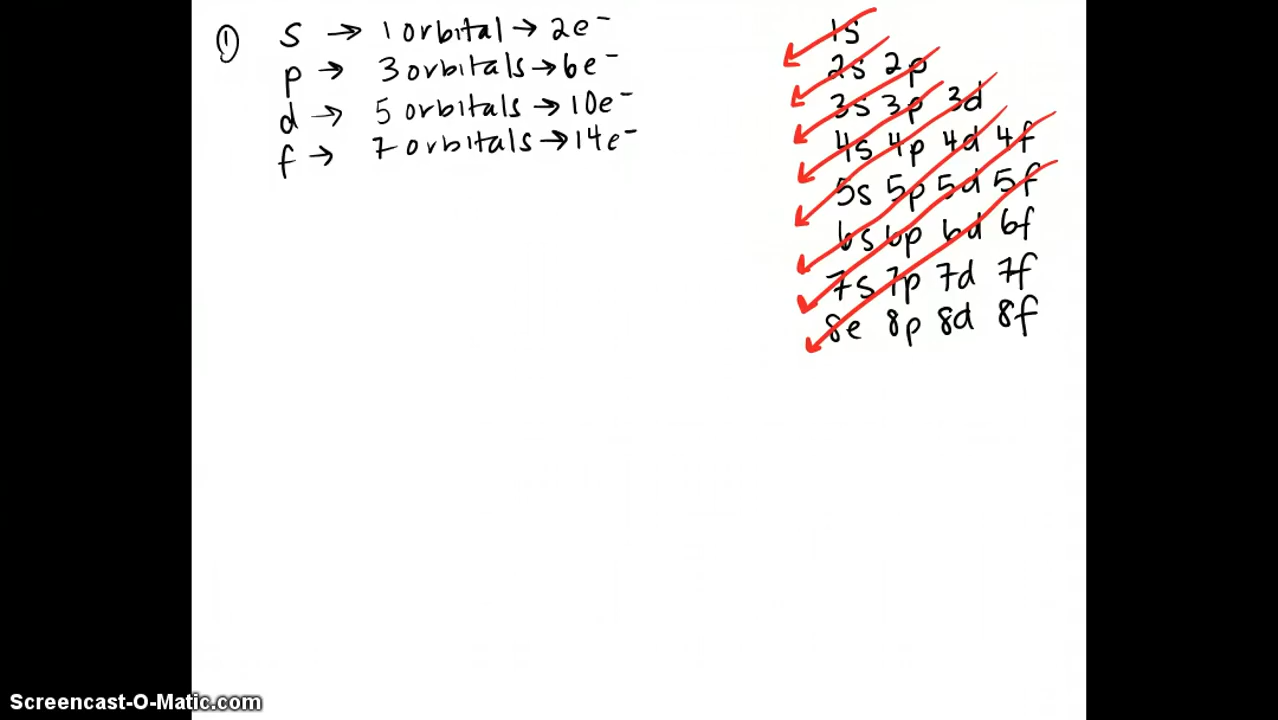 ① s → 1 orbital → 2e⁻
p → 3 orbitals → 6e⁻
d → 5 orbitals → 10e⁻
f → 7 orbitals → 14e⁻
1s
2s 2p
3s 3p 3d
4s 4p 4d 4f
5s 5p 5d 5f
6s 6p 6d 6f
7s 7p 7d 7f
8e 8p 8d 8f
Screencast-O-Matic.com